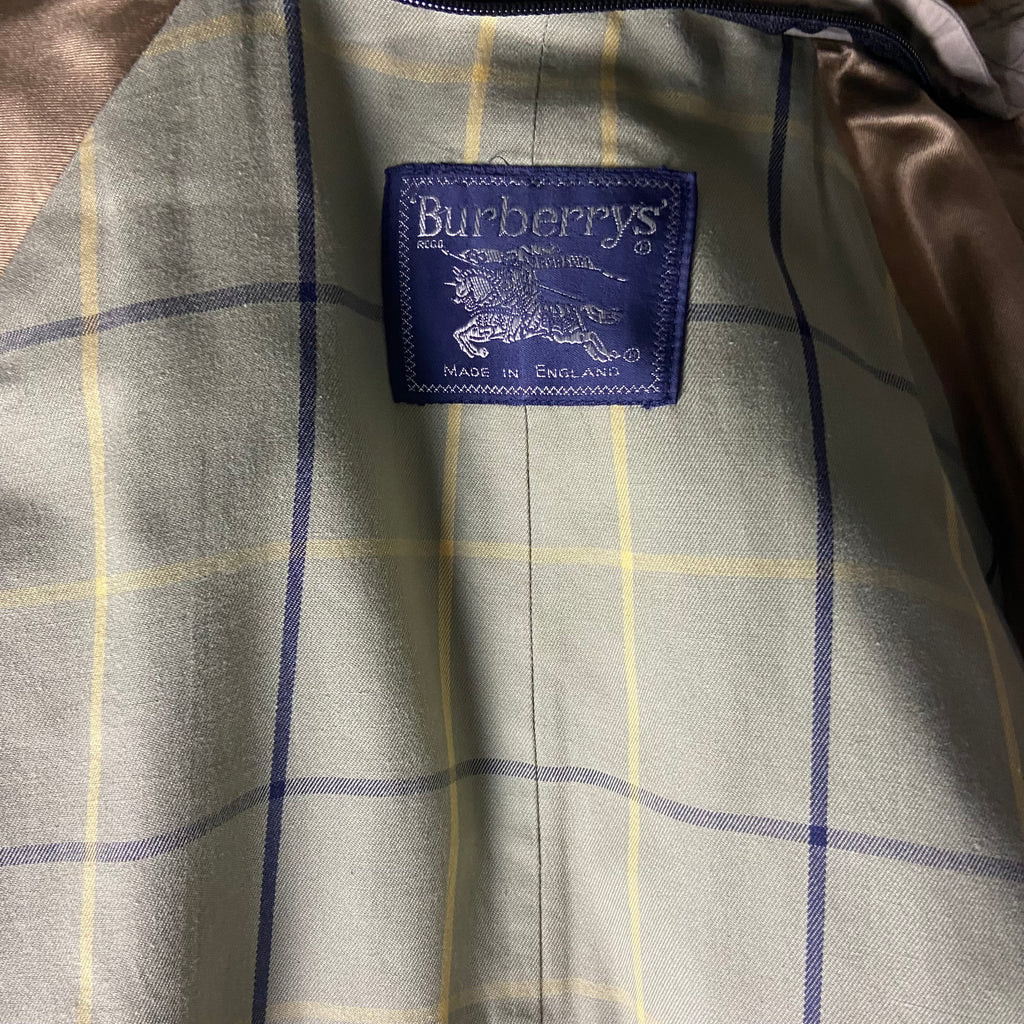 Burberrys'
REGD.
®
®
MADE IN ENGLAND